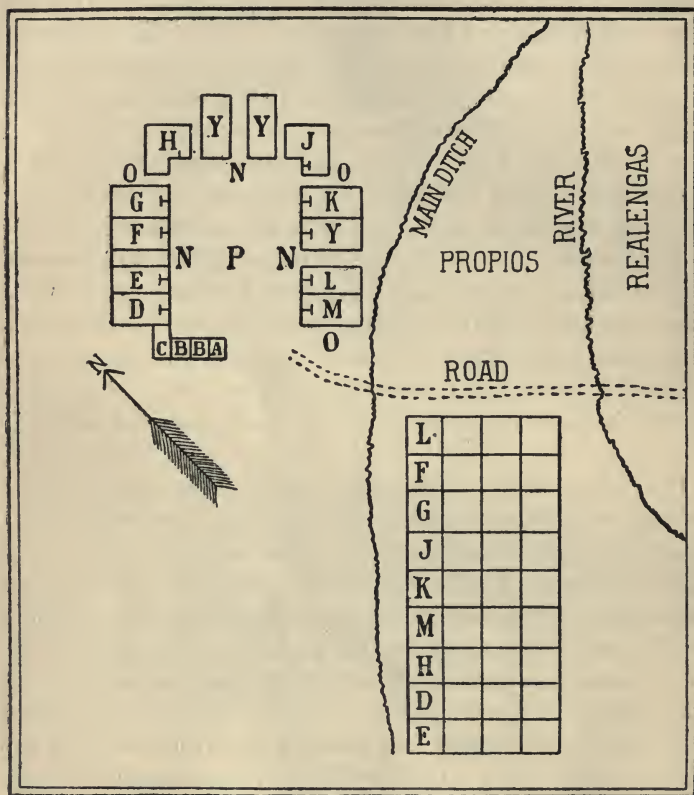 H Y Y J
O N O
G K
F Y
N P N
E L
D M
C B B A O
N
MAIN DITCH
PROPIOS
RIVER
REALENGAS
ROAD
L
F
G
J
K
M
H
D
E